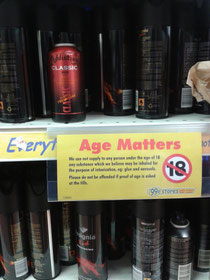 CLASSIC
Everyt
Age Matters
We can not supply to any person under the age of 18
any substance which we believe may be inhaled for
the purpose of intoxication, eg: glue and aerosols.
18
Please do not be offended if proof of age is asked
at the till.
99p STORES